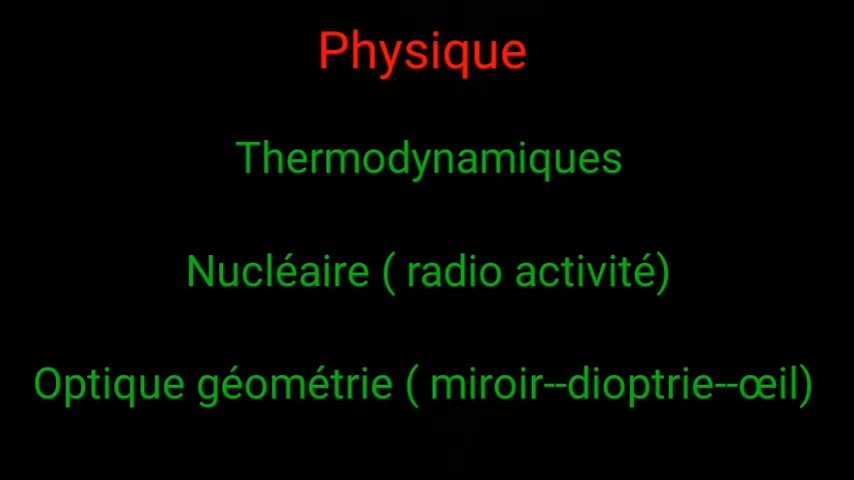 Physique
Thermodynamiques
Nucléaire ( radio activité)
Optique géométrie ( miroir--dioptrie--œil)